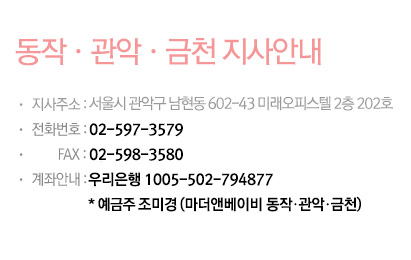 동작 · 관악 · 금천 지사안내
· 지사주소 : 서울시 관악구 남현동 602-43 미래오피스텔 2층 202호
· 전화번호 : 02-597-3579
· FAX : 02-598-3580
· 계좌안내 : 우리은행 1005-502-794877
* 예금주 조미경 (마더앤베이비 동작·관악·금천)